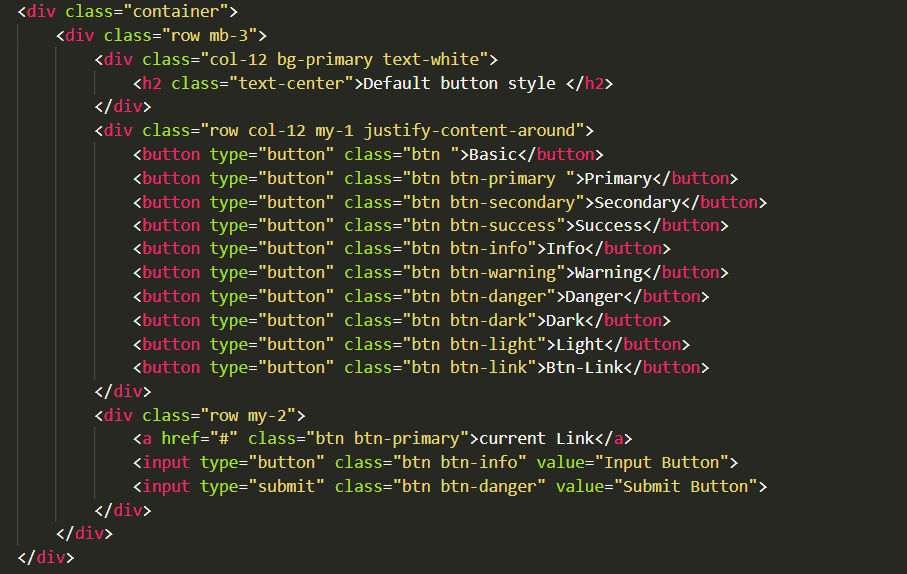 <div class="container">
    <div class="row mb-3">
        <div class="col-12 bg-primary text-white">
            <h2 class="text-center">Default button style </h2>
        </div>
        <div class="row col-12 my-1 justify-content-around">
            <button type="button" class="btn ">Basic</button>
            <button type="button" class="btn btn-primary ">Primary</button>
            <button type="button" class="btn btn-secondary">Secondary</button>
            <button type="button" class="btn btn-success">Success</button>
            <button type="button" class="btn btn-info">Info</button>
            <button type="button" class="btn btn-warning">Warning</button>
            <button type="button" class="btn btn-danger">Danger</button>
            <button type="button" class="btn btn-dark">Dark</button>
            <button type="button" class="btn btn-light">Light</button>
            <button type="button" class="btn btn-link">Btn-Link</button>
        </div>
        <div class="row my-2">
            <a href="#" class="btn btn-primary">current Link</a>
            <input type="button" class="btn btn-info" value="Input Button">
            <input type="submit" class="btn btn-danger" value="Submit Button">
        </div>
    </div>
</div>